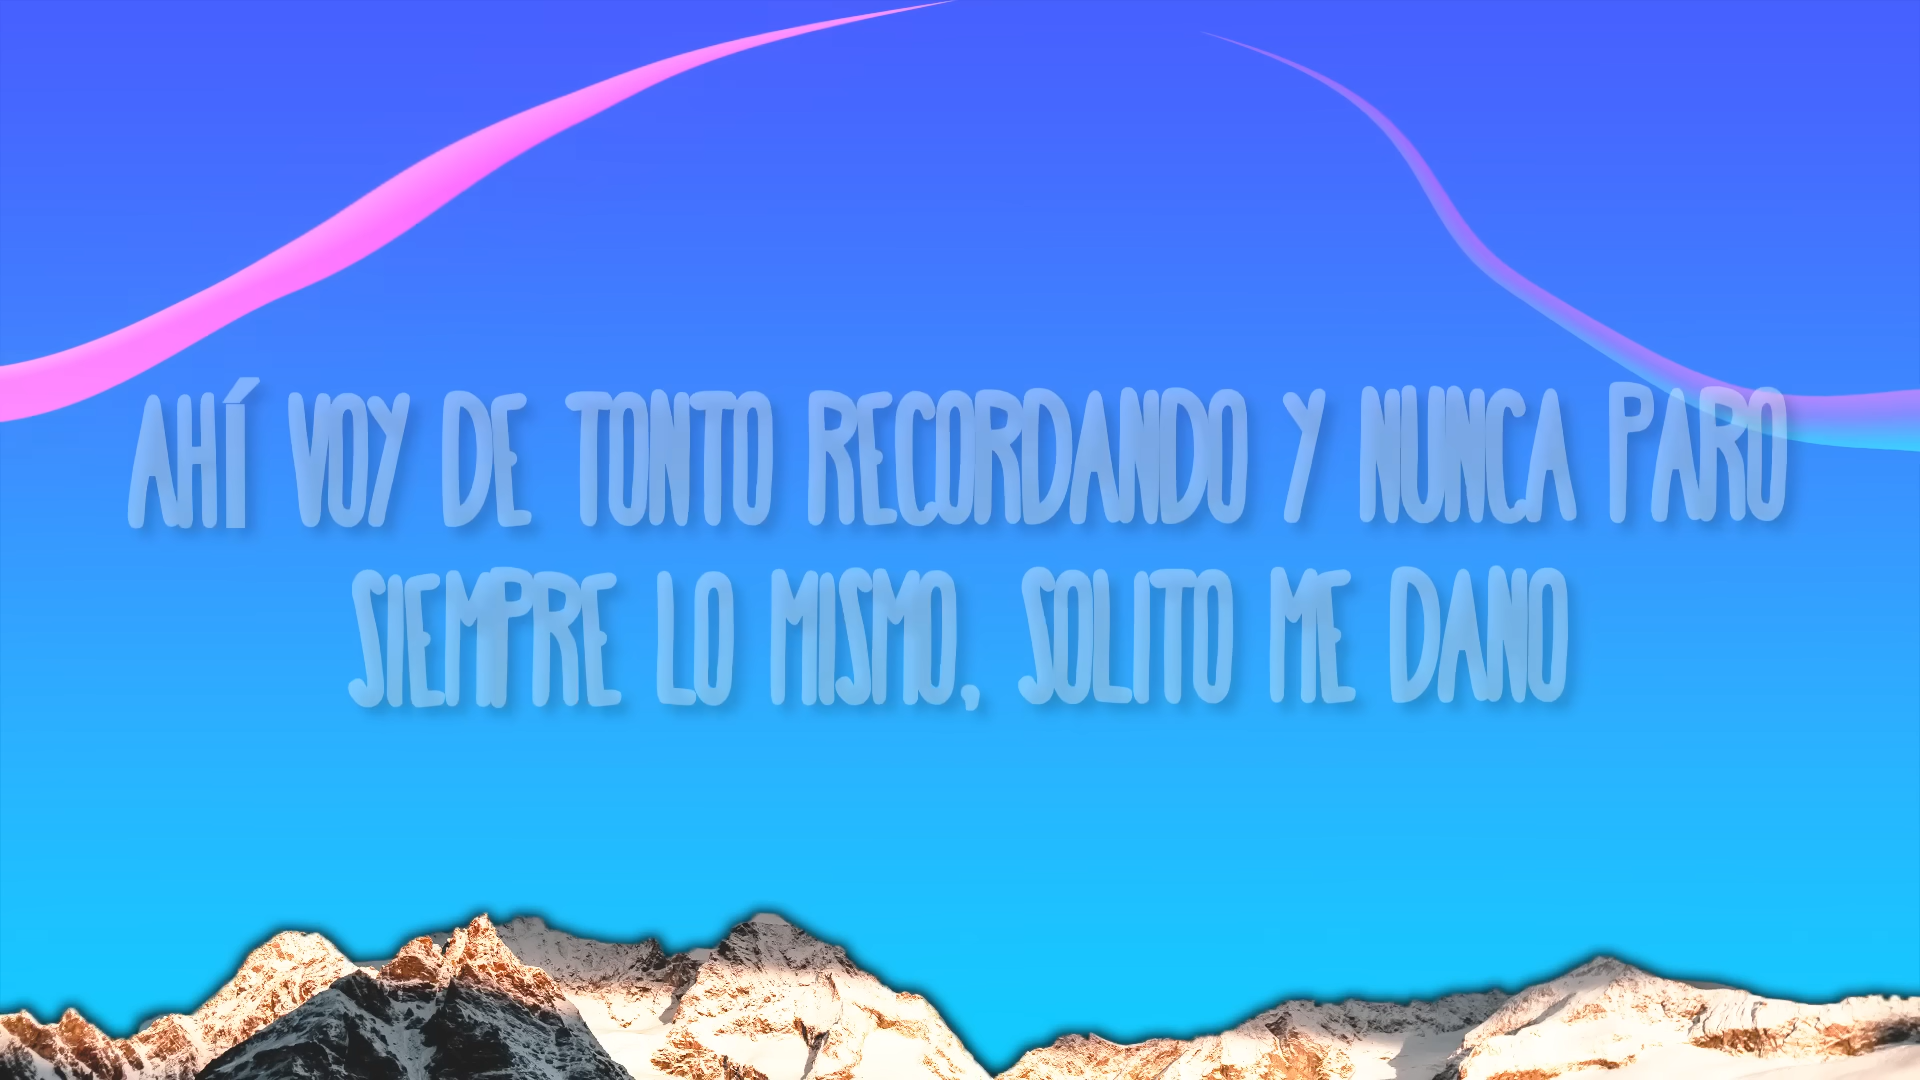 AHÍ VOY DE TONTO RECORDANDO Y NUNCA PARO
SIEMPRE LO MISMO, SOLITO ME DANO